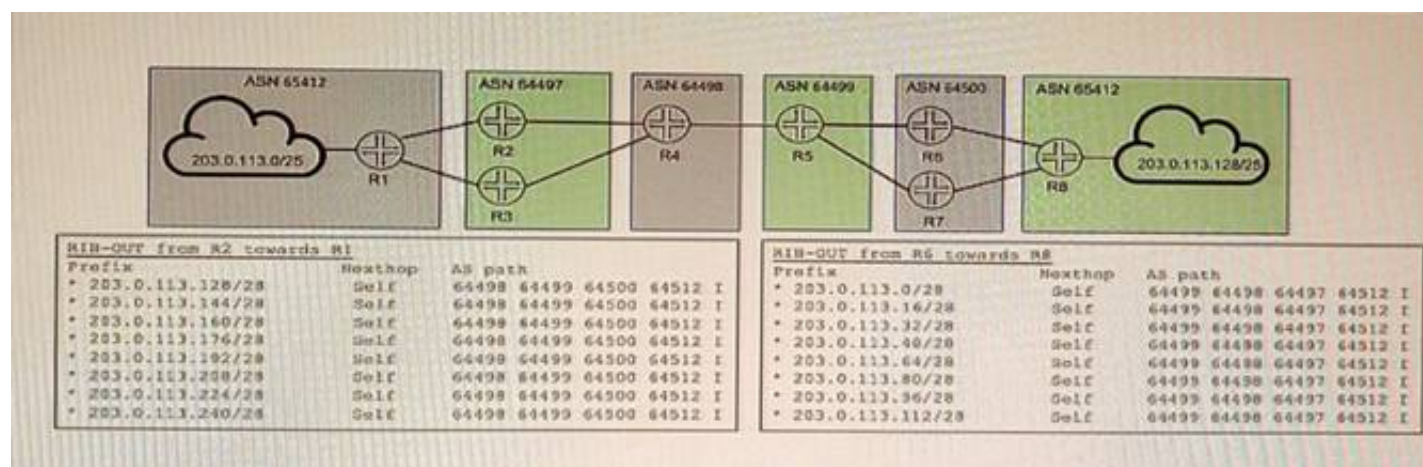 ASN 65412
ASN 64497
ASN 64498
ASN 64499
ASN 64500
ASN 65412
203.0.113.0/25
R1
R2
R3
R4
R5
R6
R7
R8
203.0.113.128/25
RIB-OUT from R2 towards R1
Prefix Nexthop AS path
* 203.0.113.128/28 Self 64498 64499 64500 64512 I
* 203.0.113.144/28 Self 64498 64499 64500 64512 I
* 203.0.113.160/28 Self 64498 64499 64500 64512 I
* 203.0.113.176/28 Self 64498 64499 64500 64512 I
* 203.0.113.192/28 Self 64498 64499 64500 64512 I
* 203.0.113.208/28 Self 64498 64499 64500 64512 I
* 203.0.113.224/28 Self 64498 64499 64500 64512 I
* 203.0.113.240/28 Self 64498 64499 64500 64512 I
RIB-OUT from R6 towards R8
Prefix Nexthop AS path
* 203.0.113.0/28 Self 64499 64498 64497 64512 I
* 203.0.113.16/28 Self 64499 64498 64497 64512 I
* 203.0.113.32/28 Self 64499 64498 64497 64512 I
* 203.0.113.48/28 Self 64499 64498 64497 64512 I
* 203.0.113.64/28 Self 64499 64498 64497 64512 I
* 203.0.113.80/28 Self 64499 64498 64497 64512 I
* 203.0.113.96/28 Self 64499 64498 64497 64512 I
* 203.0.113.112/28 Self 64499 64498 64497 64512 I